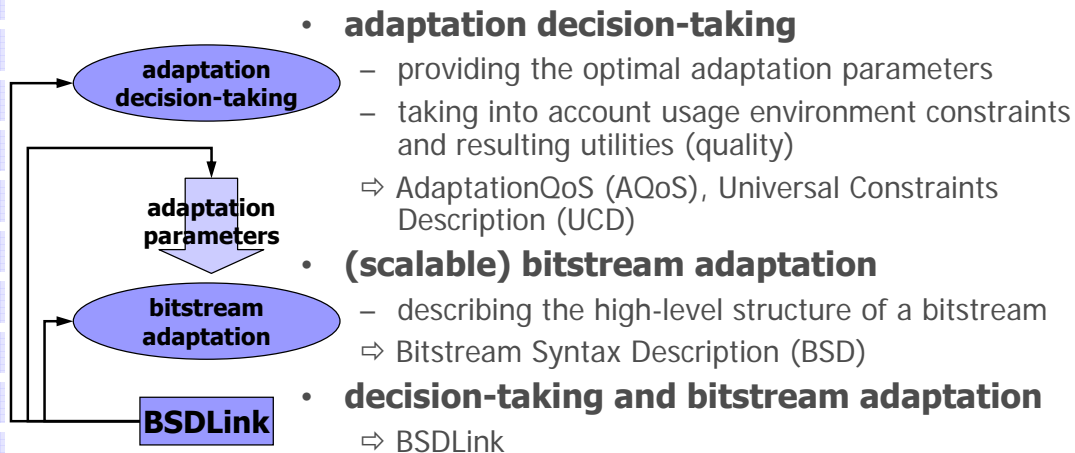 adaptation
decision-taking
adaptation
parameters
bitstream
adaptation
BSDLink
• adaptation decision-taking
– providing the optimal adaptation parameters
– taking into account usage environment constraints
and resulting utilities (quality)
⇨ AdaptationQoS (AQoS), Universal Constraints
Description (UCD)
• (scalable) bitstream adaptation
– describing the high-level structure of a bitstream
⇨ Bitstream Syntax Description (BSD)
• decision-taking and bitstream adaptation
⇨ BSDLink